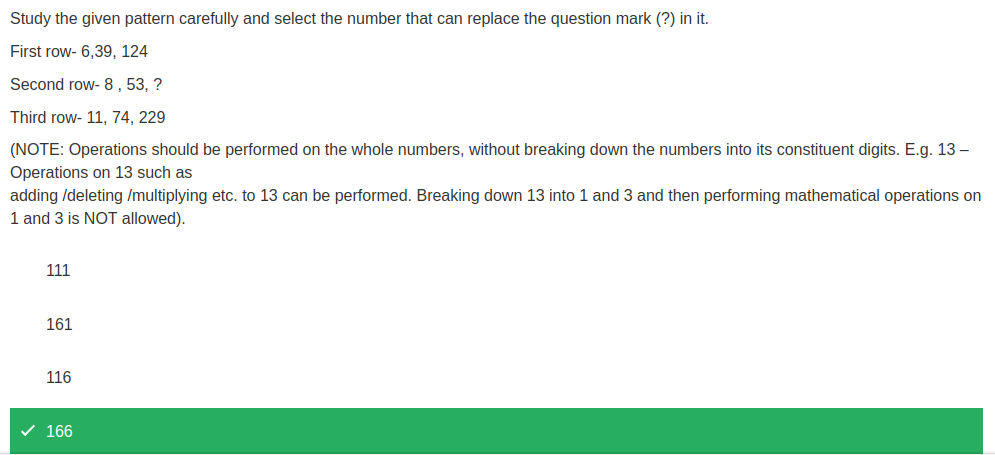 Study the given pattern carefully and select the number that can replace the question mark (?) in it.
First row- 6,39, 124
Second row- 8 , 53, ?
Third row- 11, 74, 229
(NOTE: Operations should be performed on the whole numbers, without breaking down the numbers into its constituent digits. E.g. 13 –
Operations on 13 such as
adding /deleting /multiplying etc. to 13 can be performed. Breaking down 13 into 1 and 3 and then performing mathematical operations on
1 and 3 is NOT allowed).
111
161
116
166